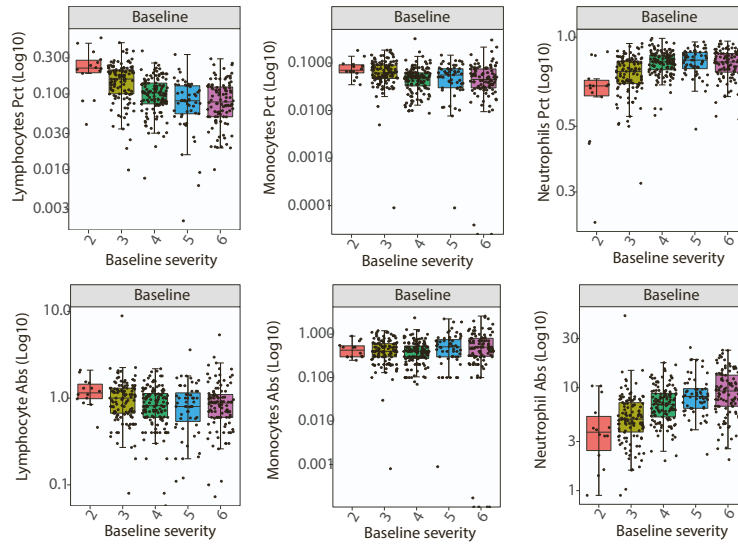 Baseline
Lymphocytes Pct (Log10)
0.300
0.100
0.030
0.010
0.003
2
3
4
5
6
Baseline severity
Baseline
Monocytes Pct (Log10)
0.1000
0.0100
0.0010
0.0001
2
3
4
5
6
Baseline severity
Baseline
Neutrophils Pct (Log10)
1.0
0.5
0.3
2
3
4
5
6
Baseline severity
Baseline
Lymphocyte Abs (Log10)
10.0
1.0
0.1
2
3
4
5
6
Baseline severity
Baseline
Monocytes Abs (Log10)
1.000
0.100
0.010
0.001
2
3
4
5
6
Baseline severity
Baseline
Neutrophil Abs (Log10)
30
10
3
1
2
3
4
5
6
Baseline severity